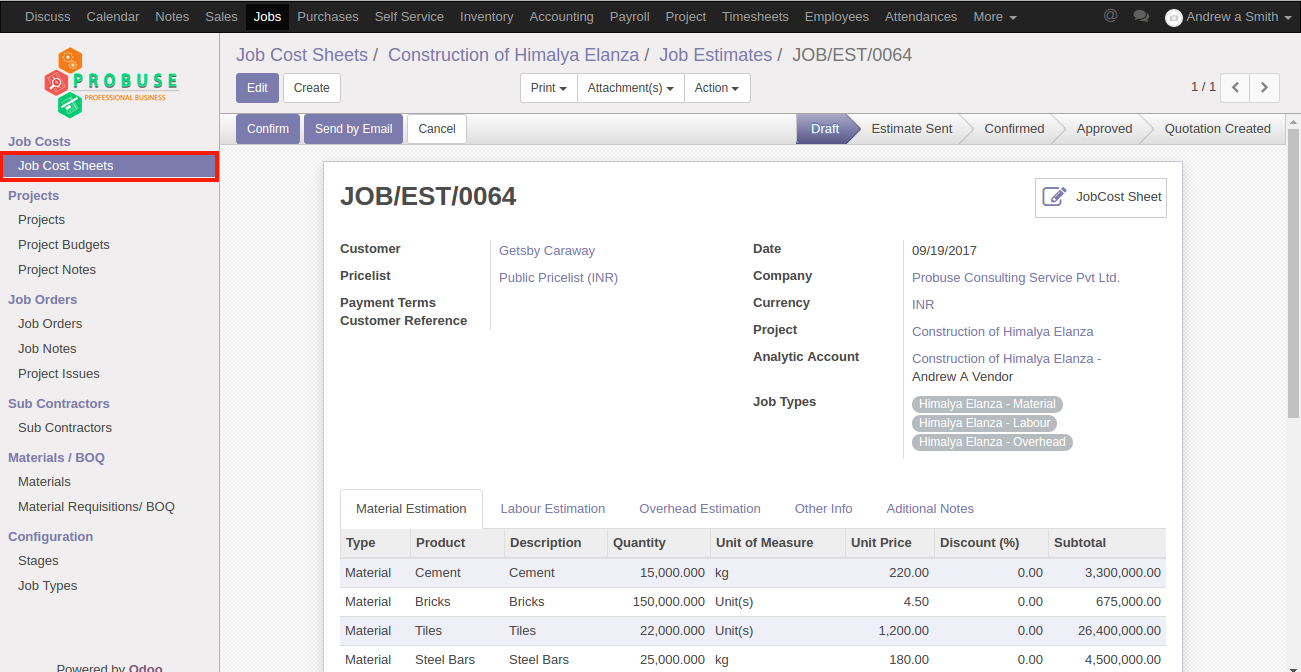 Discuss Calendar Notes Sales Jobs Purchases Self Service Inventory Accounting Payroll Project Timesheets Employees Attendances More @ Andrew a Smith
PROBUSE
PROFESSIONAL BUSINESS
Job Costs
Job Cost Sheets
Projects
Projects
Project Budgets
Project Notes
Job Orders
Job Orders
Job Notes
Project Issues
Sub Contractors
Sub Contractors
Materials / BOQ
Materials
Material Requisitions/ BOQ
Configuration
Stages
Job Types
Powered by Odoo
Job Cost Sheets / Construction of Himalya Elanza / Job Estimates / JOB/EST/0064
Edit Create Print Attachment(s) Action 1 / 1
Confirm Send by Email Cancel Draft Estimate Sent Confirmed Approved Quotation Created
JOB/EST/0064
JobCost Sheet
Customer Getsby Caraway
Pricelist Public Pricelist (INR)
Payment Terms
Customer Reference
Date 09/19/2017
Company Probuse Consulting Service Pvt Ltd.
Currency INR
Project Construction of Himalya Elanza
Analytic Account Construction of Himalya Elanza -
Andrew A Vendor
Job Types Himalya Elanza - Material
Himalya Elanza - Labour
Himalya Elanza - Overhead
Material Estimation Labour Estimation Overhead Estimation Other Info Aditional Notes
Type Product Description Quantity Unit of Measure Unit Price Discount (%) Subtotal
Material Cement Cement 15,000.000 kg 220.00 0.00 3,300,000.00
Material Bricks Bricks 150,000.000 Unit(s) 4.50 0.00 675,000.00
Material Tiles Tiles 22,000.000 Unit(s) 1,200.00 0.00 26,400,000.00
Material Steel Bars Steel Bars 25,000.000 kg 180.00 0.00 4,500,000.00